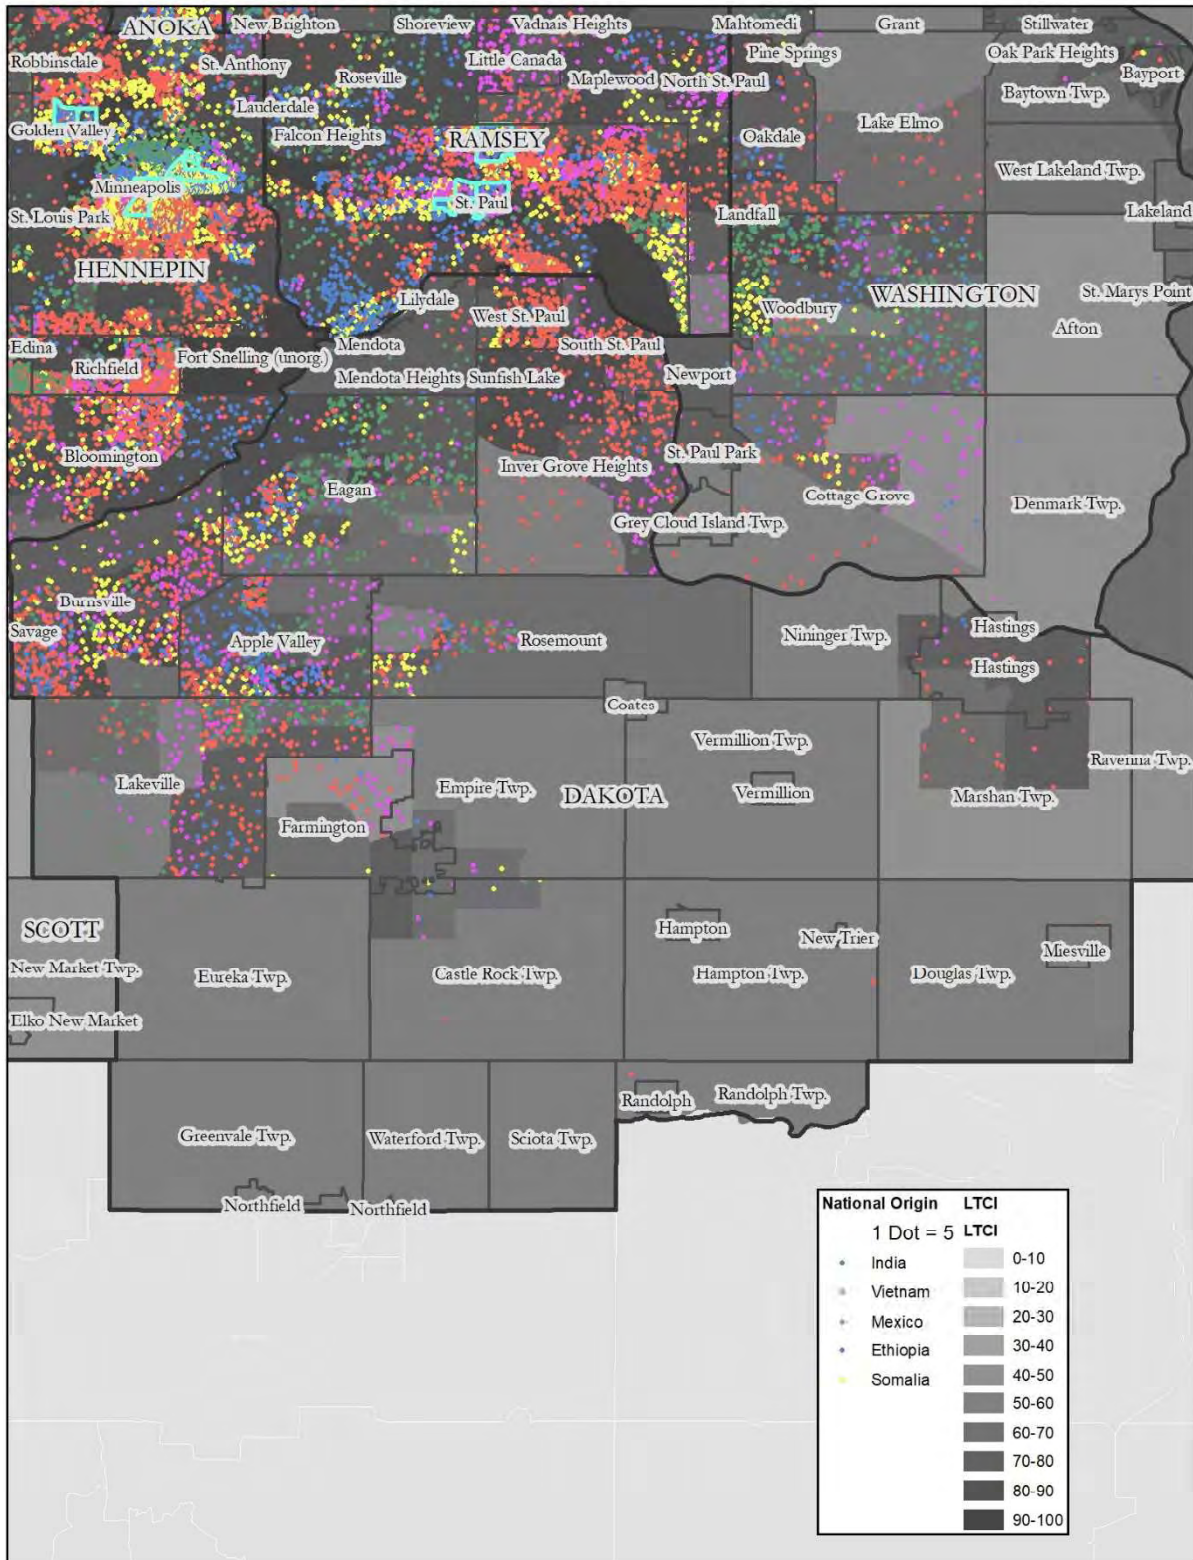 ANOKA
New Brighton
Shoreview
Vadnais Heights
Mahtomedi
Grant
Stillwater
Robbinsdale
St. Anthony
Roseville
Little Canada
Maplewood
North St. Paul
Pine Springs
Oak Park Heights
Bayport
Baytown Twp.
Golden Valley
Lauderdale
Falcon Heights
RAMSEY
Oakdale
Lake Elmo
West Lakeland Twp.
Minneapolis
St. Louis Park
St. Paul
Landfall
Lakeland
HENNEPIN
Lilydale
West St. Paul
Woodbury
WASHINGTON
St. Marys Point
Afton
Edina
Richfield
Fort Snelling (unorg.)
Mendota
South St. Paul
Mendota Heights
Sunfish Lake
Newport
Bloomington
Eagan
Inver Grove Heights
St. Paul Park
Cottage Grove
Grey Cloud Island Twp.
Denmark Twp.
Burnsville
Savage
Apple Valley
Rosemount
Nininger Twp.
Hastings
Hastings
Coates
Lakeville
Empire Twp.
DAKOTA
Vermillion Twp.
Vermillion
Marshan Twp.
Ravenna Twp.
Farmington
SCOTT
New Market Twp.
Elko New Market
Eureka Twp.
Castle Rock Twp.
Hampton
Hampton Twp.
New Trier
Douglas Twp.
Miesville
Greenvale Twp.
Waterford Twp.
Sciota Twp.
Randolph
Randolph Twp.
Northfield
Northfield
National Origin LTCI
1 Dot = 5 LTCI
India 0-10
Vietnam 10-20
Mexico 20-30
Ethiopia 30-40
Somalia 40-50
50-60
60-70
70-80
80-90
90-100